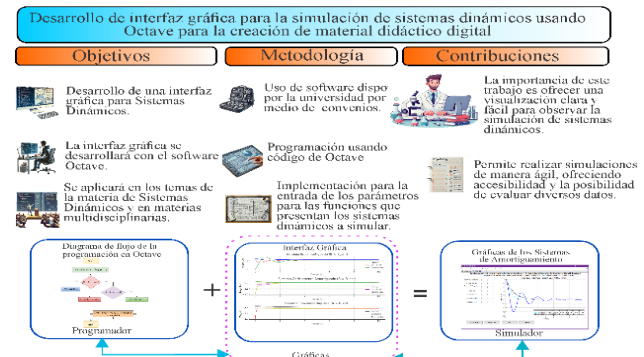 Desarrollo de interfaz gráfica para la simulación de sistemas dinámicos usando
Octave para la creación de material didáctico digital
Objetivos
Metodología
Contribuciones
Desarrollo de una interfaz
gráfica para Sistemas
Dinámicos.
La interfaz gráfica se
desarrollará con el software
Octave.
Se aplicará en los temas de
la materia de Sistemas
Dinámicos y en materias
multidisciplinarias.
Uso de software dispo
por la universidad por
medio de convenios.
Programación usando
código de Octave
Implementación para la
entrada de los parámetros
para las funciones que
presentan los sistemas
dinámicos a simular.
La importancia de este
trabajo es ofrecer una
visualización clara y
fácil para observar la
simulación de sistemas
dinámicos.
Permite realizar simulaciones
de manera ágil, ofreciendo
accesibilidad y la posibilidad
de evaluar diversos datos.
Diagrama de flujo de la
programación en Octave
Programador
+
Interfaz Gráfica
Gráficas
=
Gráficas de los Sistemas
de Amortiguamiento
Simulador